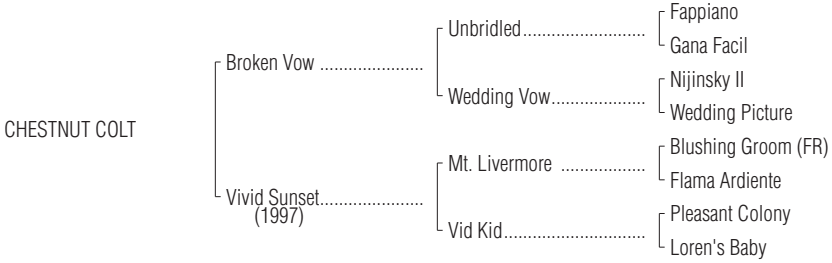 Fappiano
Unbridled..........................
Gana Facil
Broken Vow ......................
Nijinsky II
Wedding Vow....................
Wedding Picture
CHESTNUT COLT
Blushing Groom (FR)
Mt. Livermore ..................
Flama Ardiente
Vivid Sunset......................
(1997)
Pleasant Colony
Vid Kid..............................
Loren's Baby